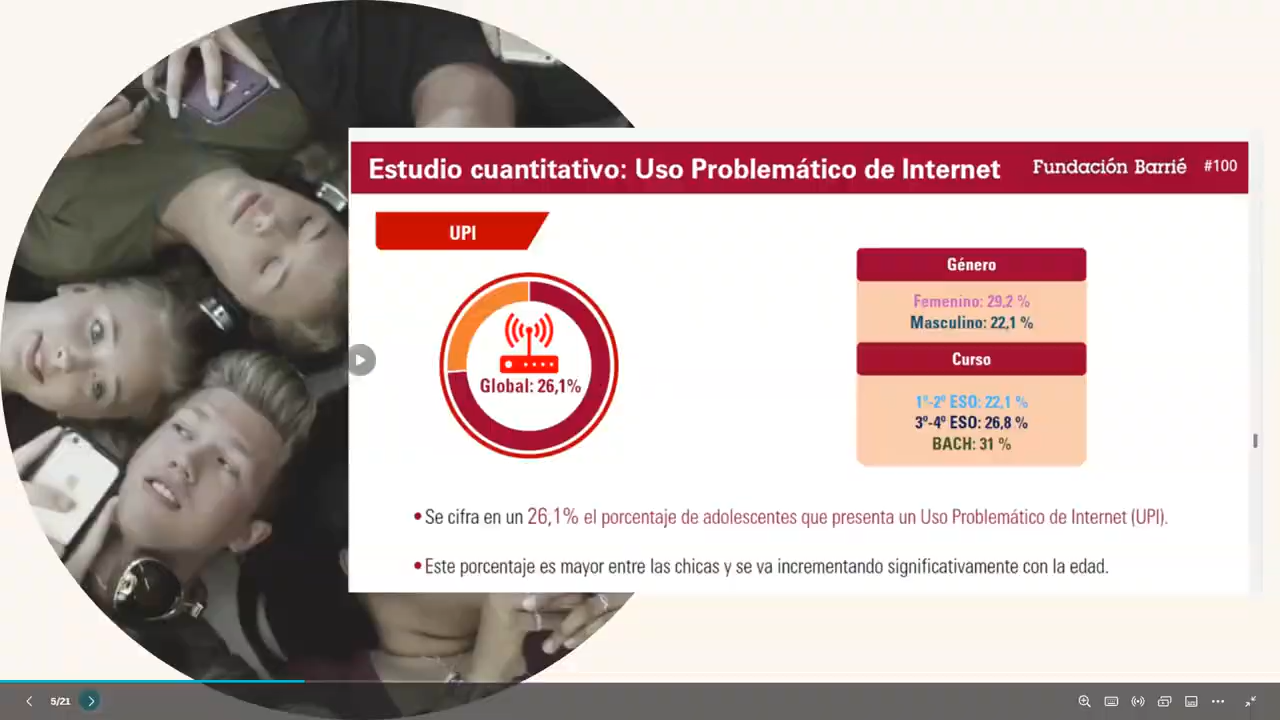 Estudio cuantitativo: Uso Problemático de Internet
Fundación Barrié
#100
UPI
Global: 26,1%
Género
Femenino: 29,2 %
Masculino: 22,1 %
Curso
1º-2º ESO: 22,1 %
3º-4º ESO: 26,8 %
BACH: 31 %
•Se cifra en un 26,1% el porcentaje de adolescentes que presenta un Uso Problemático de Internet (UPI).
•Este porcentaje es mayor entre las chicas y se va incrementando significativamente con la edad.
5/21